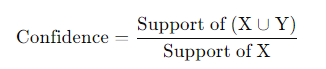 Confidence = Support of (X ∪ Y) / Support of X